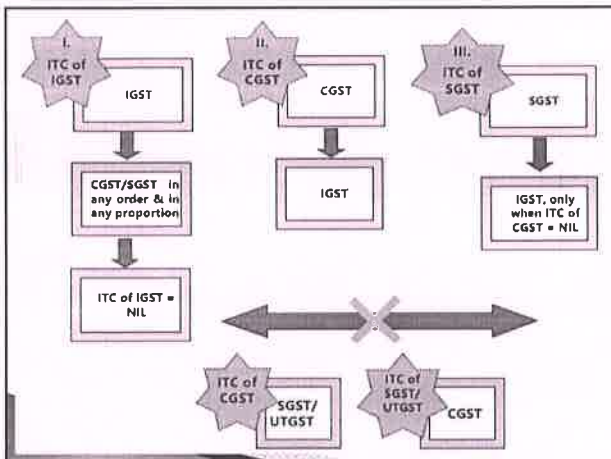 I.
ITC of
IGST
IGST
II.
ITC of
CGST
CGST
III.
ITC of
SGST
SGST
CGST/SGST in
any order & in
any proportion
IGST
IGST, only
when ITC of
CGST = NIL
ITC of IGST =
NIL
ITC of
CGST
SGST/
UTGST
ITC of
SGST/
UTGST
CGST